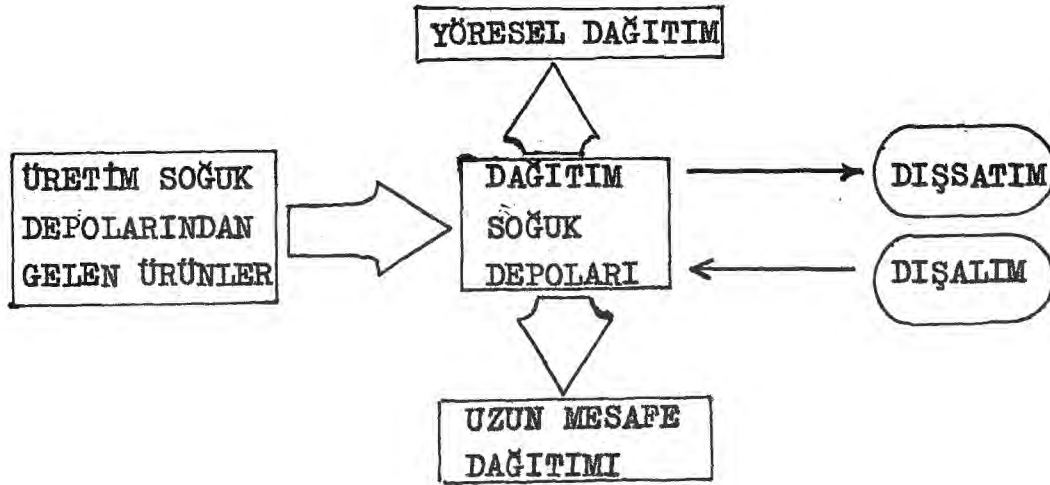 YÖRESEL DAĞITIM
ÜRETİM SOĞUK
DEPOLARINDAN
GELEN ÜRÜNLER
DAĞITIM
SOĞUK
DEPOLARI
DIŞSATIM
DIŞALIM
UZUN MESAFE
DAĞITIMI